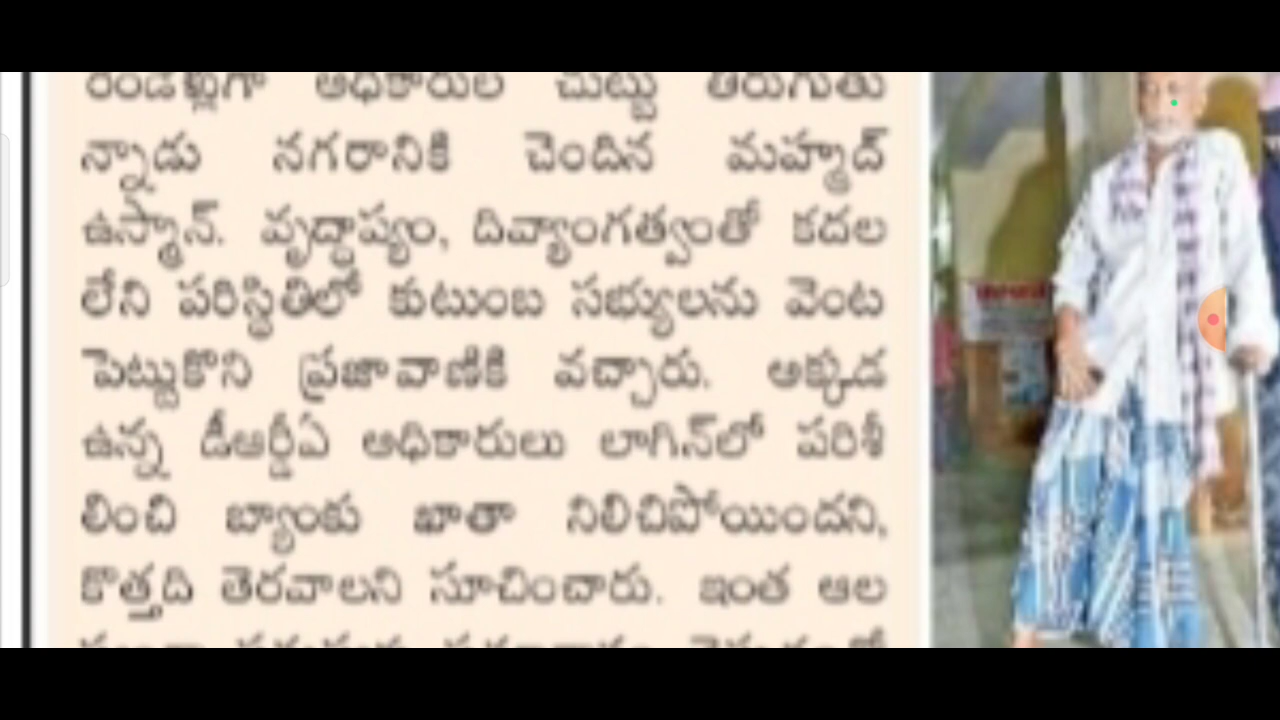 రెండేళ్లుగా అధికారుల చుట్టు తిరుగుతు
న్నాడు నగరానికి చెందిన మహ్మద్
ఉస్మాన్. వృద్ధాప్యం, దివ్యాంగత్వంతో కదల
లేని పరిస్థితిలో కుటుంబ సభ్యులను వెంట
పెట్టుకొని ప్రజావాణికి వచ్చారు. అక్కడ
ఉన్న డీఆర్డీఏ అధికారులు లాగిన్‌లో పరిశీ
లించి బ్యాంకు ఖాతా నిలిచిపోయిందని,
కొత్తది తెరవాలని సూచించారు. ఇంత ఆల